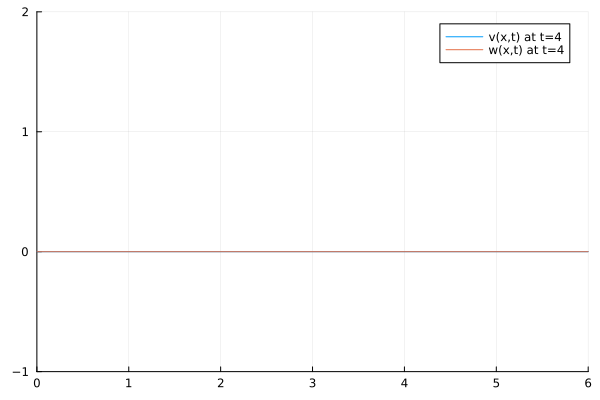 2
v(x,t) at t=4
w(x,t) at t=4
1
0
−1
0 1 2 3 4 5 6